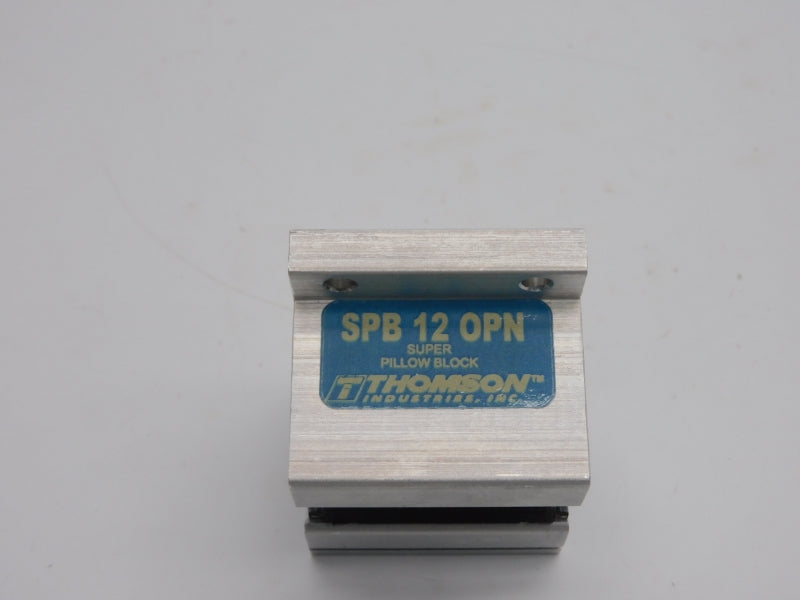 SPB 12 OPN
SUPER
PILLOW BLOCK
THOMSON™
INDUSTRIES, INC.